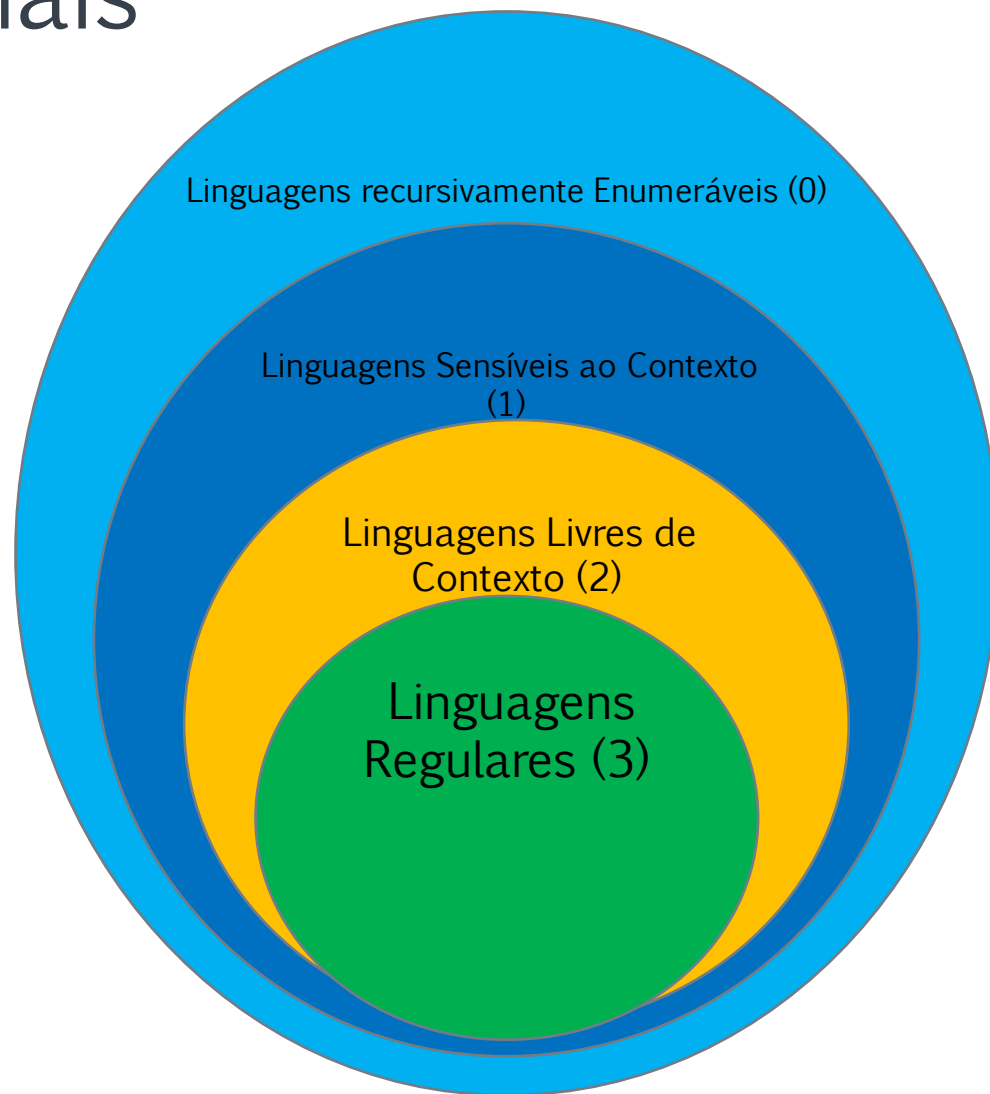 Linguagens recursivamente Enumeráveis (0)
Linguagens Sensíveis ao Contexto
(1)
Linguagens Livres de
Contexto (2)
Linguagens
Regulares (3)